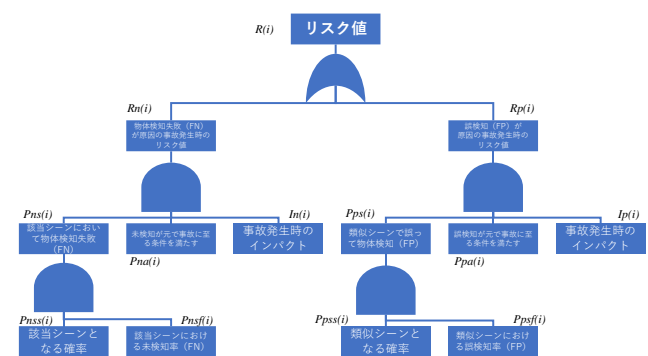 R(i)
リスク値
Rn(i)
Rp(i)
物体検知失敗（FN）
が原因の事故発生時の
リスク値
誤検知（FP）が
原因の事故発生時の
リスク値
Pns(i)
In(i)
Pps(i)
Ip(i)
該当シーンにおい
て物体検知失敗
（FN）
未検知が元で事故に至
る条件を満たす
事故発生時の
インパクト
類似シーンで誤っ
て物体検知（FP）
誤検知が元で事故に至
る条件を満たす
事故発生時の
インパクト
Pna(i)
Ppa(i)
Pnss(i)
Pnsf(i)
Ppss(i)
Ppsf(i)
該当シーンと
なる確率
該当シーンにおけ
る未検知率（FN）
類似シーンと
なる確率
類似シーンにおけ
る誤検知率（FP）